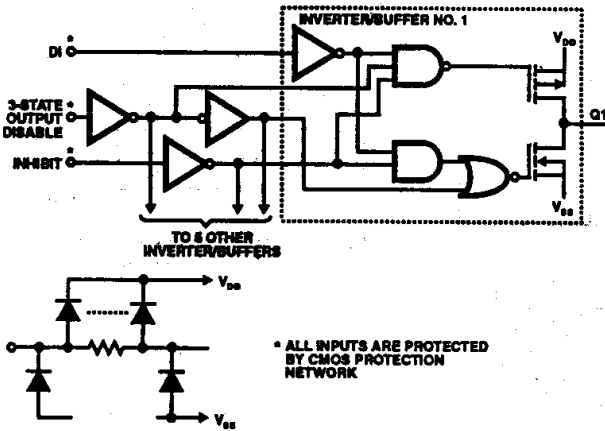 INVERTER/BUFFER NO. 1
*
DI
VDD
3-STATE *
OUTPUT
DISABLE
Q1
*
INHIBIT
VSS
TO 5 OTHER
INVERTER/BUFFERS
VDD
* ALL INPUTS ARE PROTECTED
BY CMOS PROTECTION
NETWORK
VSS